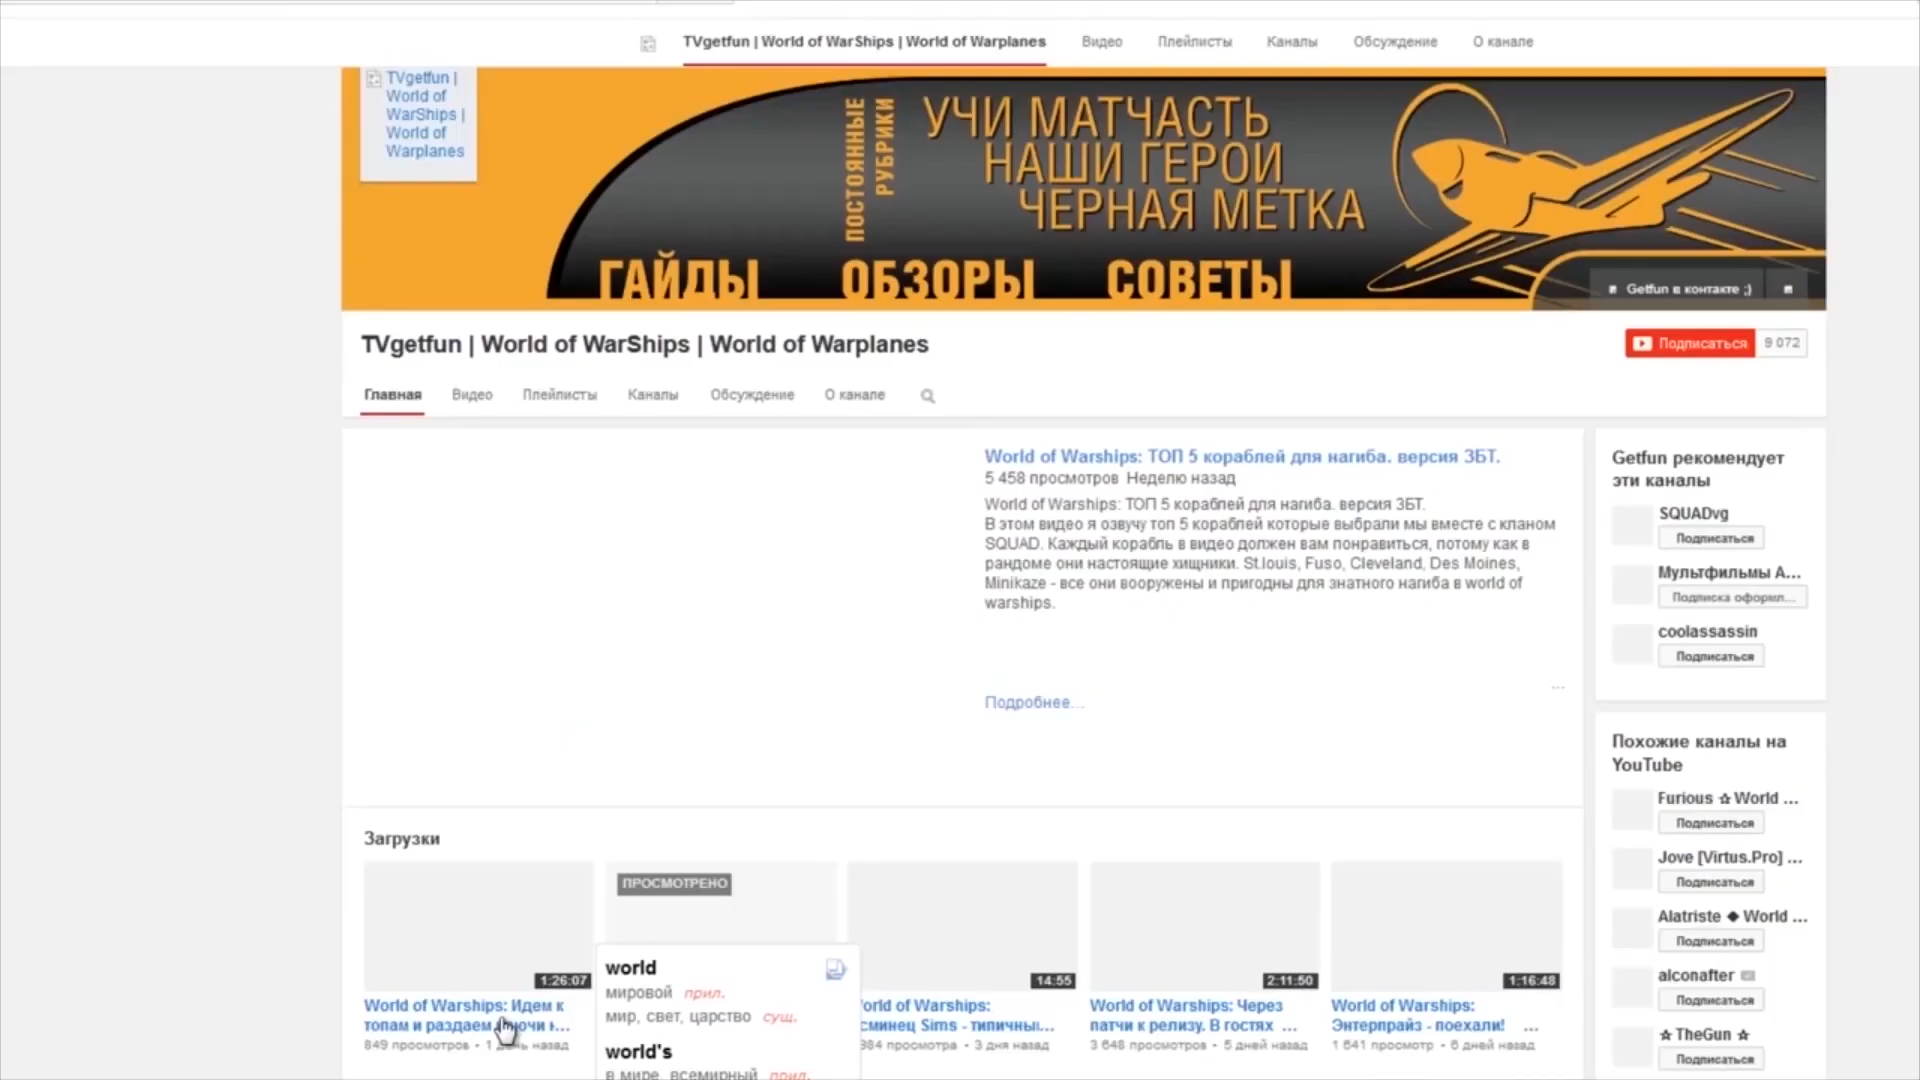 TVgetfun | World of WarShips | World of Warplanes
Видео
Плейлисты
Каналы
Обсуждение
О канале
TVgetfun |
World of
WarShips |
World of
Warplanes
ПОСТОЯННЫЕ
РУБРИКИ
УЧИ МАТЧАСТЬ
НАШИ ГЕРОИ
ЧЕРНАЯ МЕТКА
ГАЙДЫ
ОБЗОРЫ
СОВЕТЫ
Getfun в контакте ;)
TVgetfun | World of WarShips | World of Warplanes
Подписаться
9 072
Главная
Видео
Плейлисты
Каналы
Обсуждение
О канале
World of Warships: ТОП 5 кораблей для нагиба. версия ЗБТ.
5 458 просмотров Неделю назад
World of Warships: ТОП 5 кораблей для нагиба. версия ЗБТ.
В этом видео я озвучу топ 5 кораблей которые выбрали мы вместе с кланом
SQUAD. Каждый корабль в видео должен вам понравиться, потому как в
рандоме они настоящие хищники. St.louis, Fuso, Cleveland, Des Moines,
Minikaze - все они вооружены и пригодны для знатного нагиба в world of
warships.
...
Подробнее...
Getfun рекомендует
эти каналы
SQUADvg
Подписаться
Мультфильмы А...
Подписка оформл...
coolassassin
Подписаться
Похожие каналы на
YouTube
Furious ✰ World ...
Подписаться
Jove [Virtus.Pro] ...
Подписаться
Alatriste ◆ World ...
Подписаться
alconafter
Подписаться
✰ TheGun ✰
Подписаться
Загрузки
ПРОСМОТРЕНО
1:26:07
14:55
2:11:50
1:16:48
World of Warships: Идем к
топам и раздаем
849 просмотров • 1 день назад
world
мировой прил.
мир, свет, царство сущ.
world's
в мире, всемирный прил.
orld of Warships:
сминец Sims - типичны...
984 просмотра • 3 дня назад
World of Warships: Через
патчи к релизу. В гостях ...
3 648 просмотров • 5 дней назад
World of Warships:
Энтерпрайз - поехали! ...
1 641 просмотр • 6 дней назад